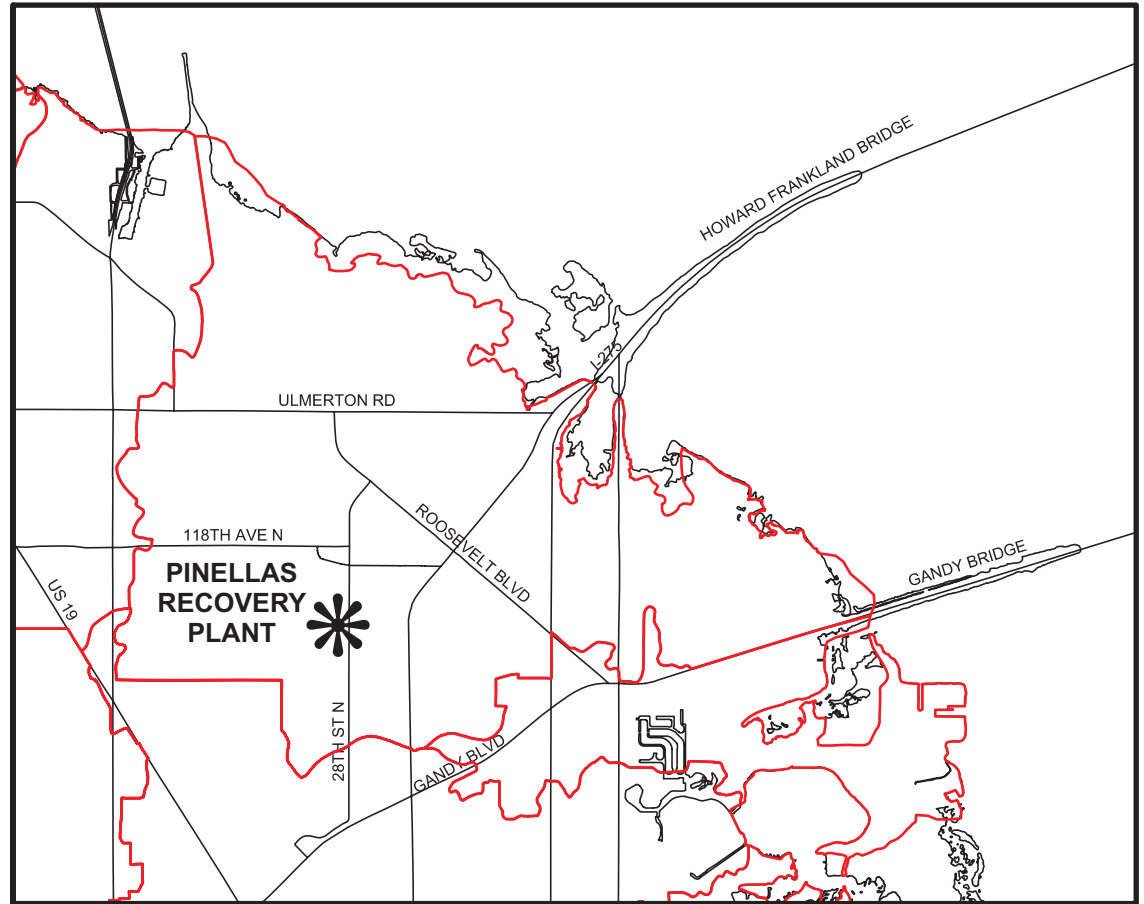 HOWARD FRANKLAND BRIDGE
I-275
ULMERTON RD
ROOSEVELT BLVD
118TH AVE N
GANDY BRIDGE
US 19
PINELLAS
RECOVERY
PLANT
28TH ST N
GANDY BLVD